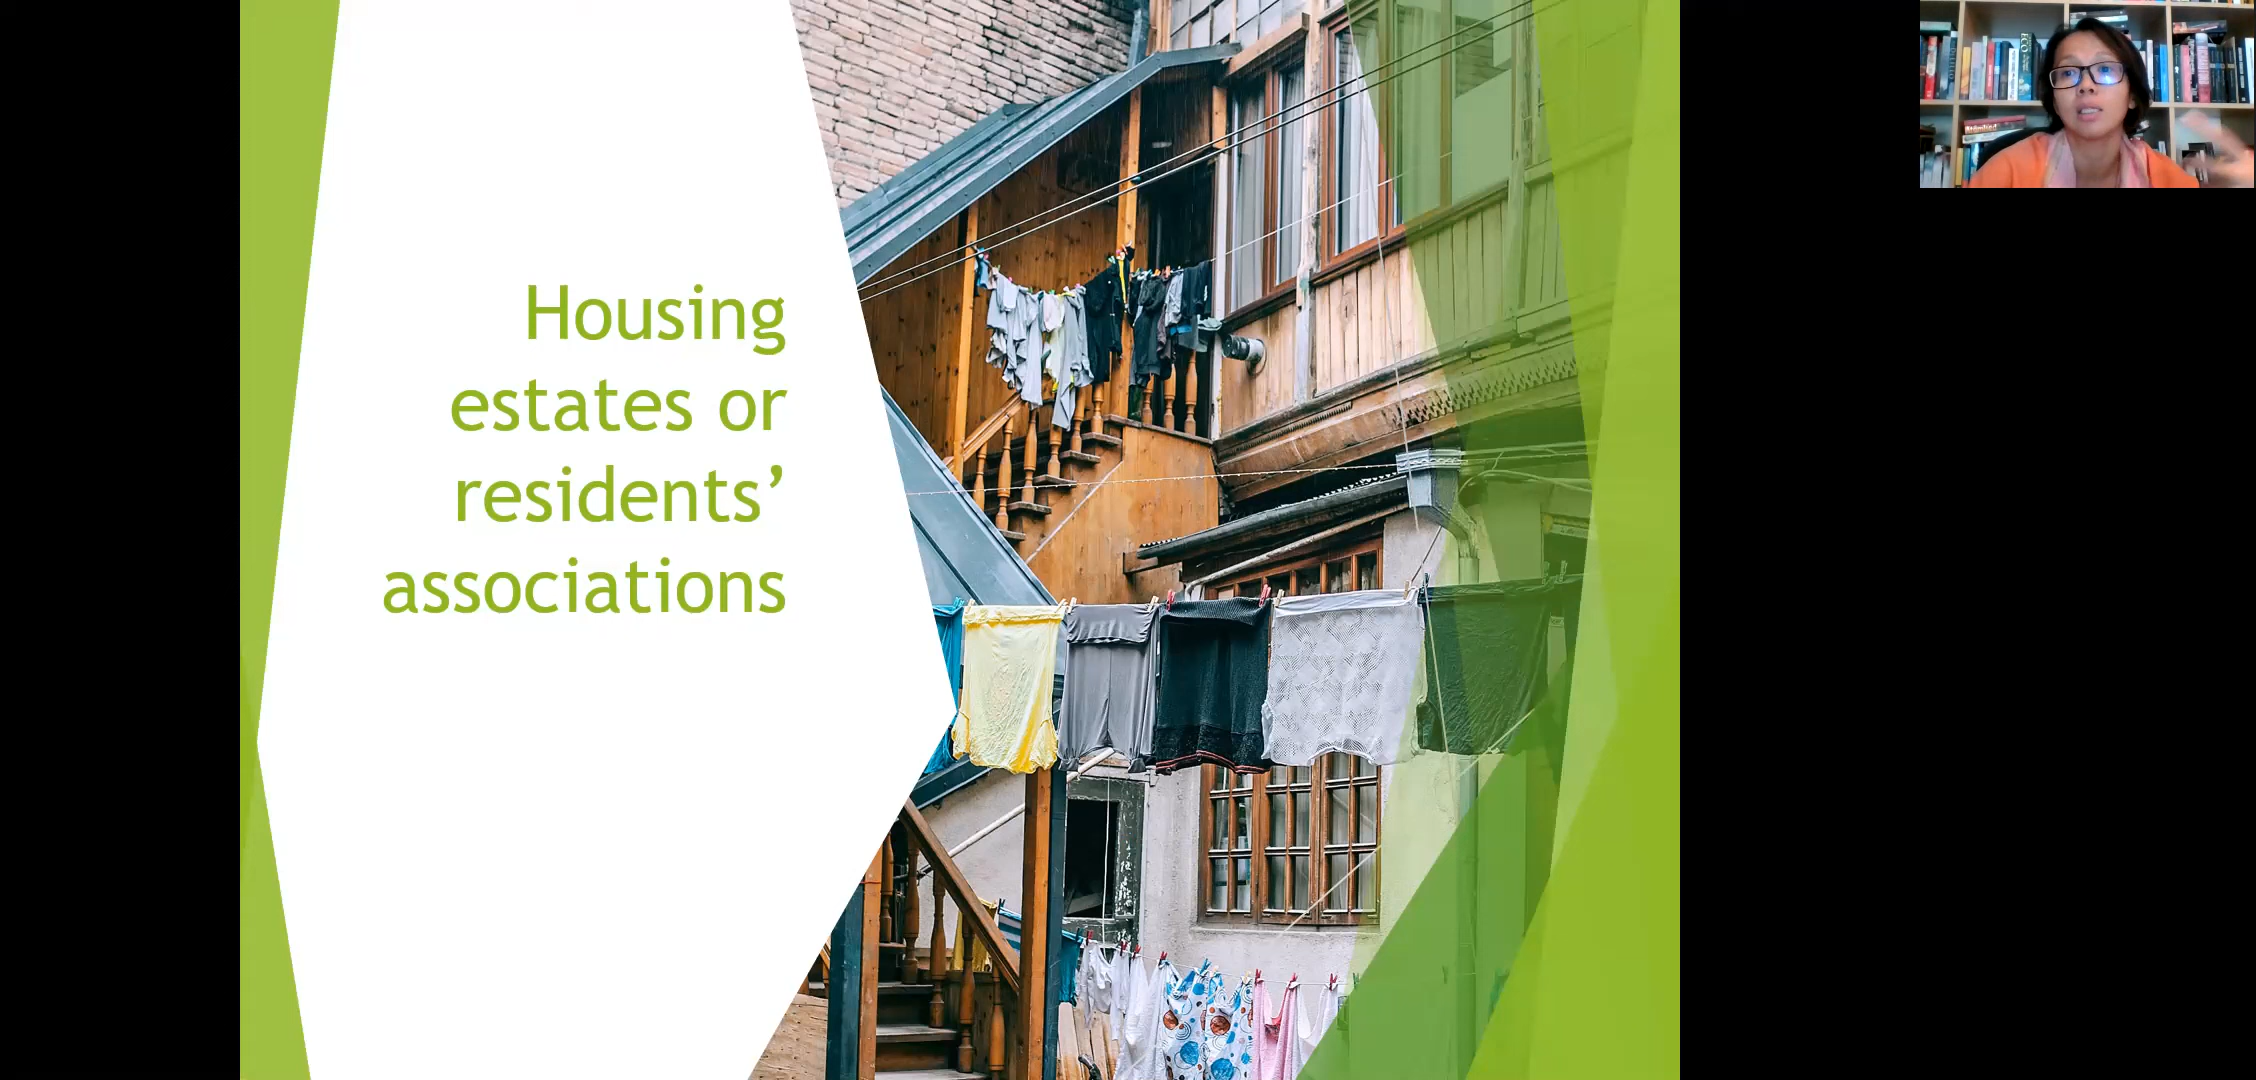 Housing
estates or
residents’
associations